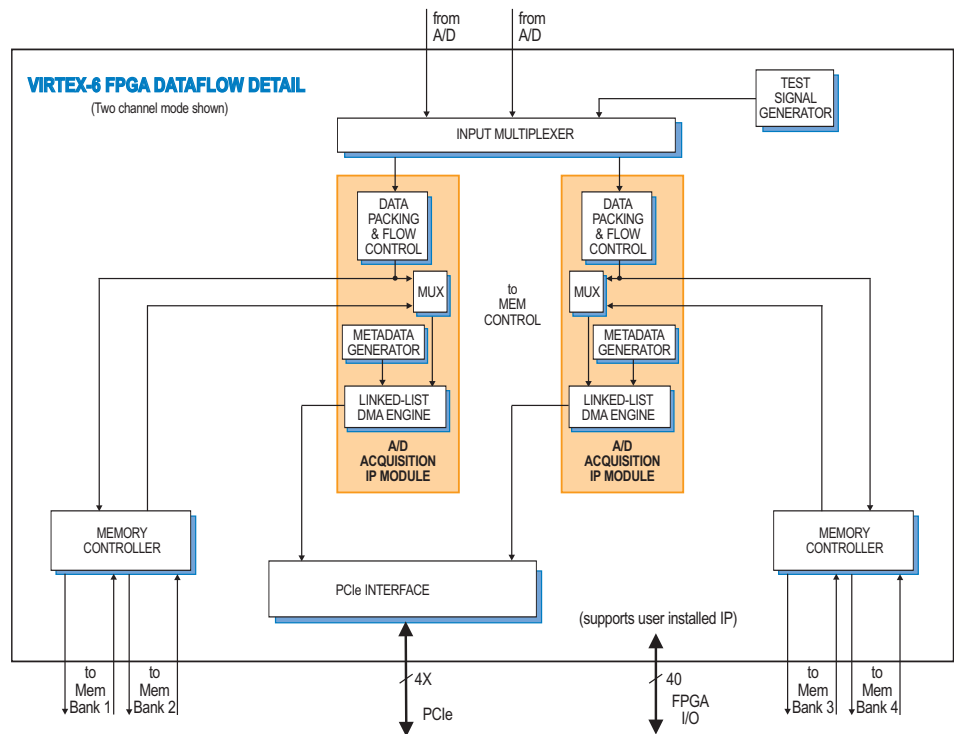 from
A/D
from
A/D
VIRTEX-6 FPGA DATAFLOW DETAIL
(Two channel mode shown)
TEST
SIGNAL
GENERATOR
INPUT MULTIPLEXER
DATA
PACKING
& FLOW
CONTROL
DATA
PACKING
& FLOW
CONTROL
MUX
to
MEM
CONTROL
MUX
METADATA
GENERATOR
METADATA
GENERATOR
LINKED-LIST
DMA ENGINE
LINKED-LIST
DMA ENGINE
A/D
ACQUISITION
IP MODULE
A/D
ACQUISITION
IP MODULE
MEMORY
CONTROLLER
MEMORY
CONTROLLER
PCIe INTERFACE
(supports user installed IP)
to
Mem
Bank 1
to
Mem
Bank 2
4X
PCIe
40
FPGA
I/O
to
Mem
Bank 3
to
Mem
Bank 4